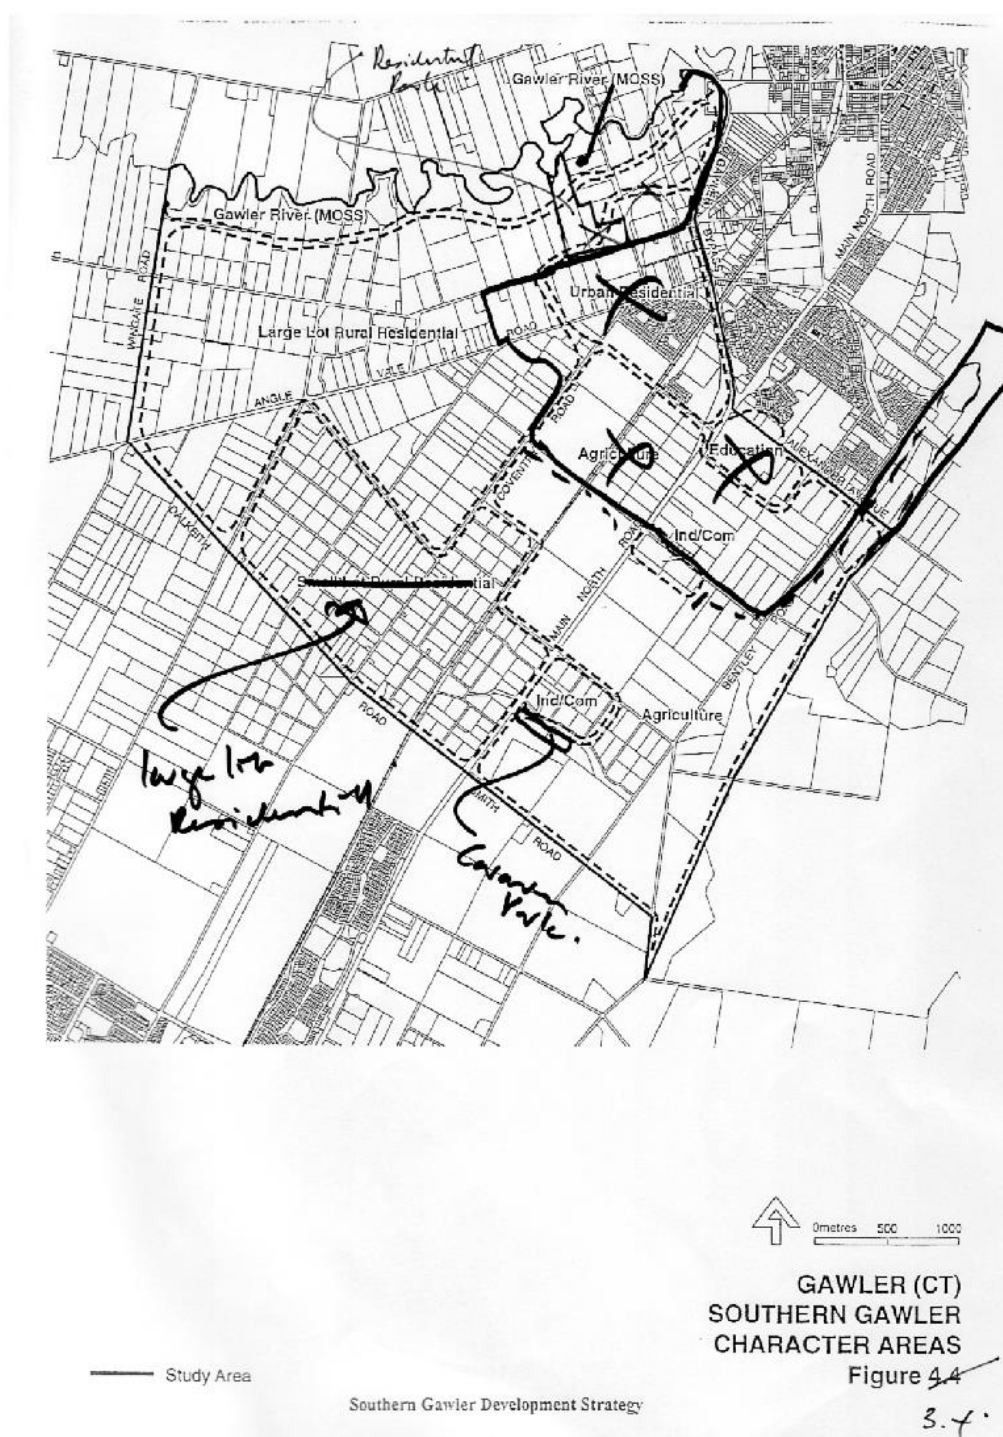 Residential
Park
Gawler River (MOSS)
Gawler River (MOSS)
MAIN NORTH ROAD
ROAD
Urban Residential
Large Lot Rural Residential
ROAD
VALE
ANGLE
ROAD
Agriculture
Education
ALEXANDER AVENUE
COVENTRY
DALKEITH
ROAD
Ind/Com
Small Lot Rural Residential
NORTH
MAIN
ROAD
BENTLEY
Ind/Com
Agriculture
ROAD
large lot
Residential
SMITH
ROAD
Caravan
Park.
0metres 500 1000
GAWLER (CT)
SOUTHERN GAWLER
CHARACTER AREAS
Figure 4.4
Study Area
Southern Gawler Development Strategy